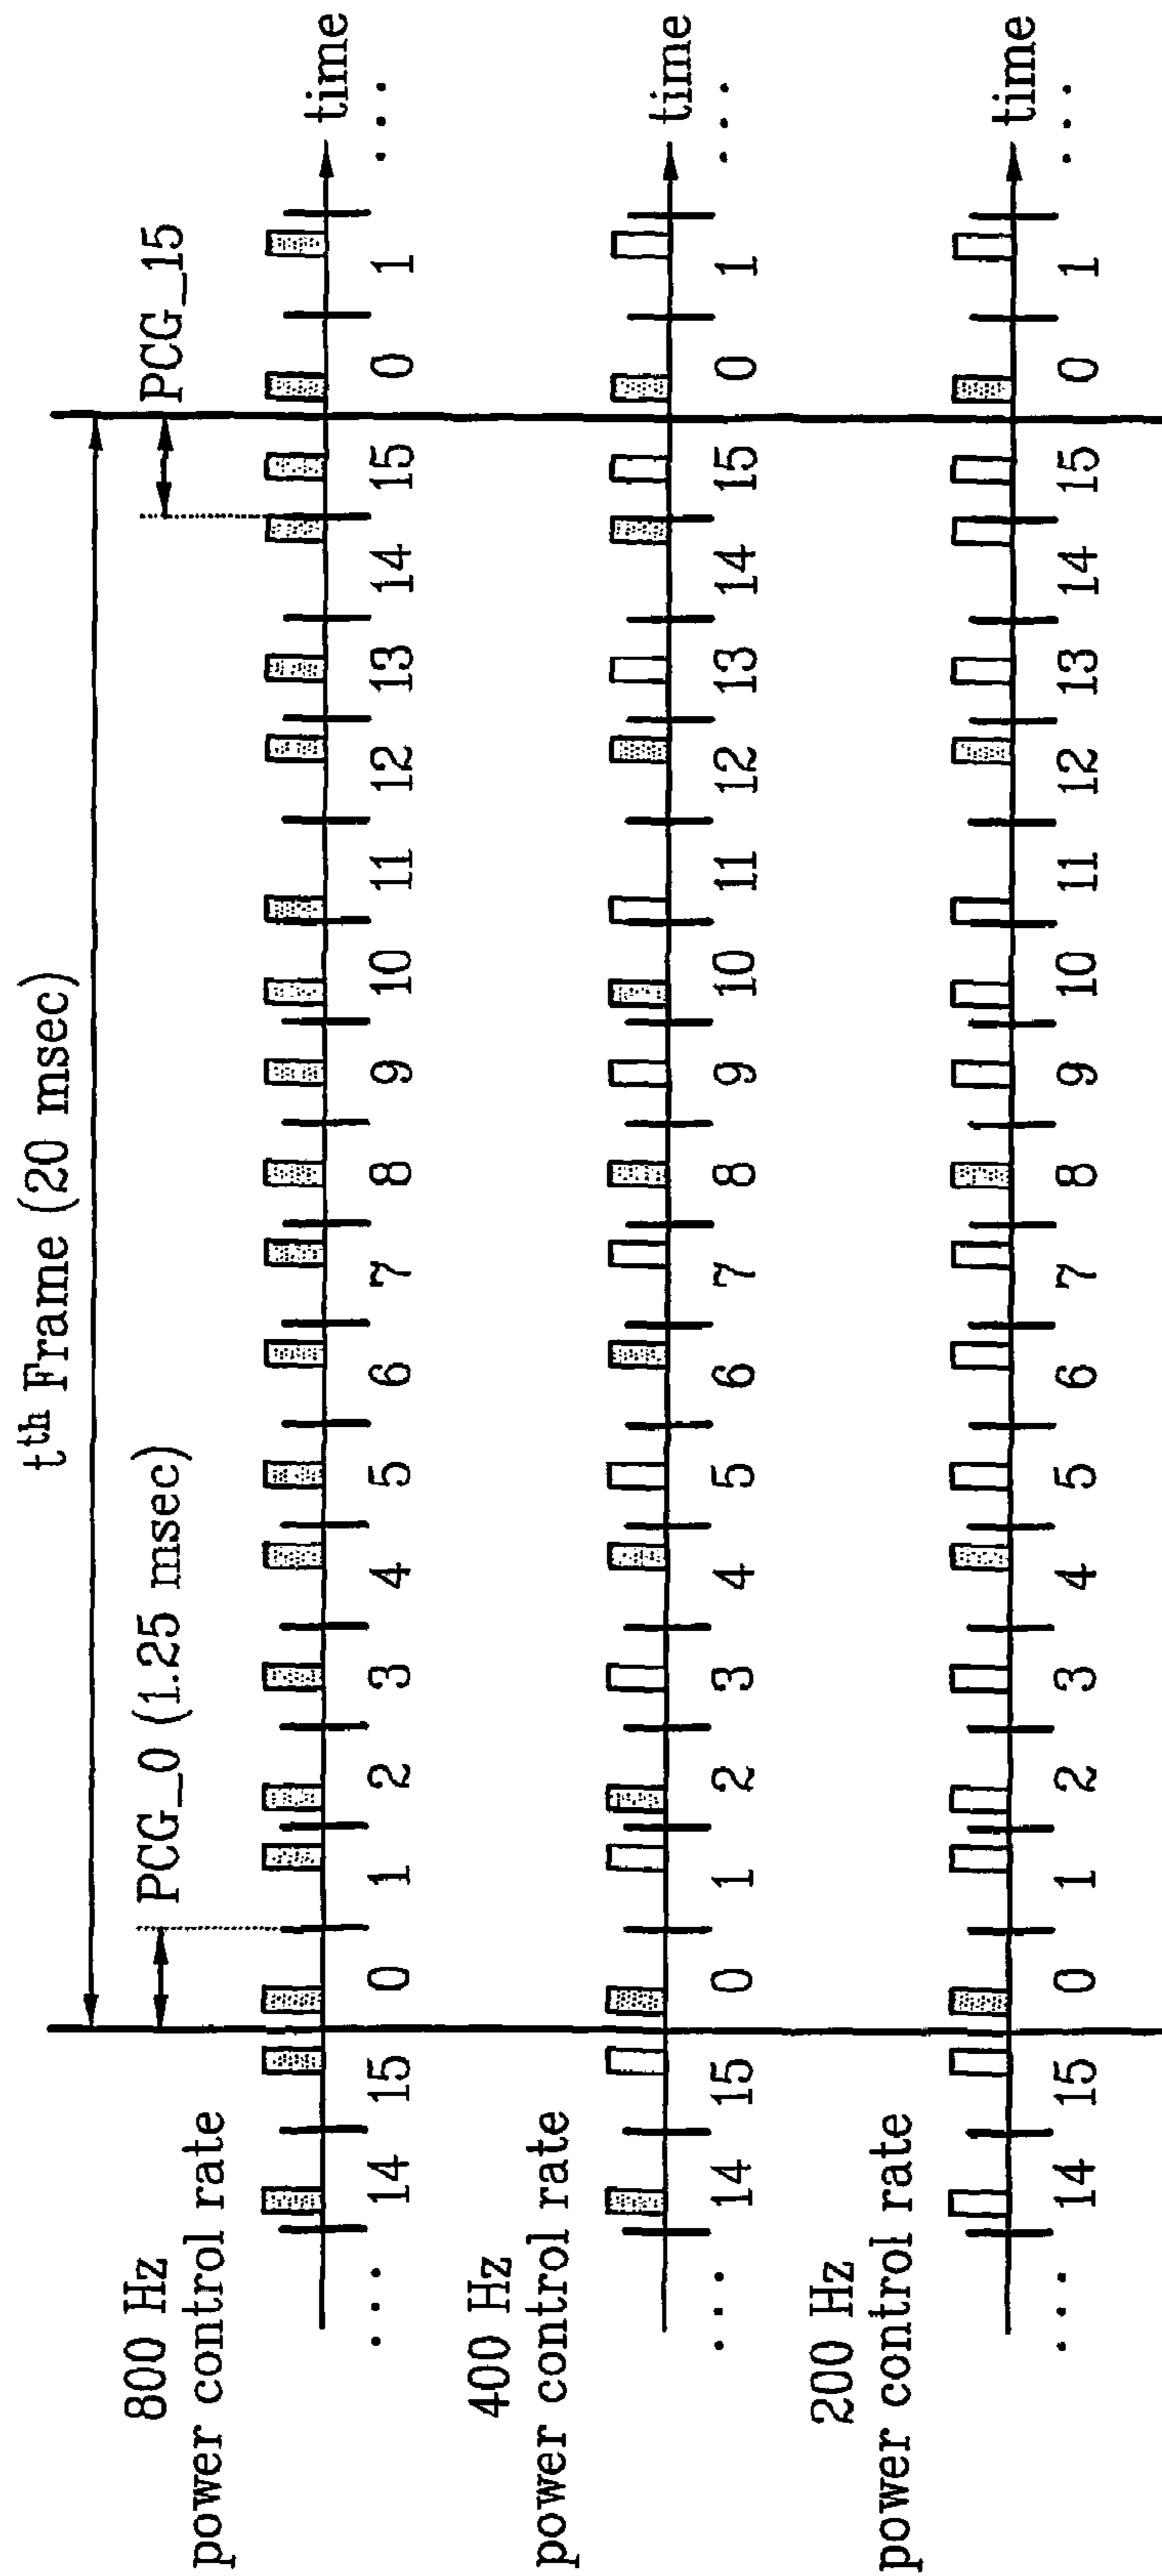 t^th Frame (20 msec)
PCG_0 (1.25 msec)
PCG_15
800 Hz
power control rate
time
... 14 15 0 1 2 3 4 5 6 7 8 9 10 11 12 13 14 15 0 1 ...
400 Hz
power control rate
time
... 14 15 0 1 2 3 4 5 6 7 8 9 10 11 12 13 14 15 0 1 ...
200 Hz
power control rate
time
... 14 15 0 1 2 3 4 5 6 7 8 9 10 11 12 13 14 15 0 1 ...